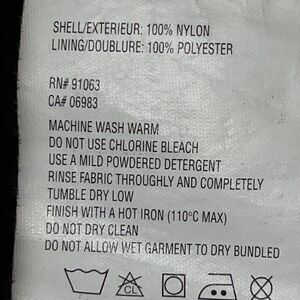 SHELL/EXTERIEUR: 100% NYLON
LINING/DOUBLURE: 100% POLYESTER
RN# 91063
CA# 06983
MACHINE WASH WARM
DO NOT USE CHLORINE BLEACH
USE A MILD POWDERED DETERGENT
RINSE FABRIC THROUGHLY AND COMPLETELY
TUMBLE DRY LOW
FINISH WITH A HOT IRON (110°C MAX)
DO NOT DRY CLEAN
DO NOT ALLOW WET GARMENT TO DRY BUNDLED
CL